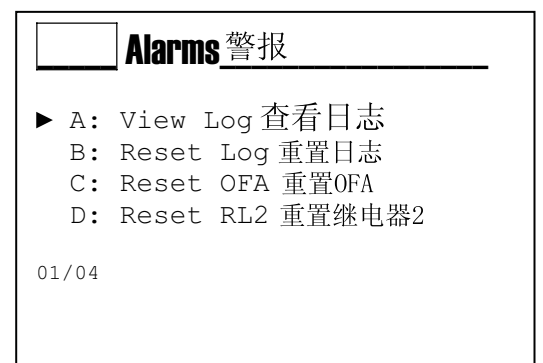 Alarms 警报
► A: View Log 查看日志
B: Reset Log 重置日志
C: Reset OFA 重置OFA
D: Reset RL2 重置继电器2
01/04